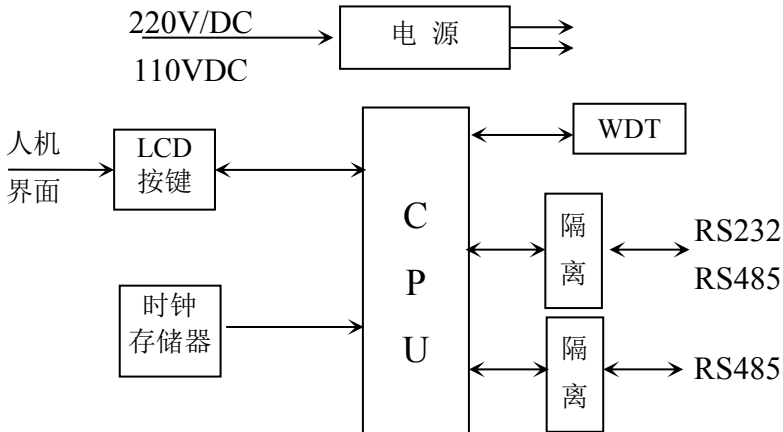 220V/DC
110VDC
电 源
人机
界面
LCD
按键
时钟
存储器
C
P
U
WDT
隔
离
RS232
RS485
隔
离
RS485